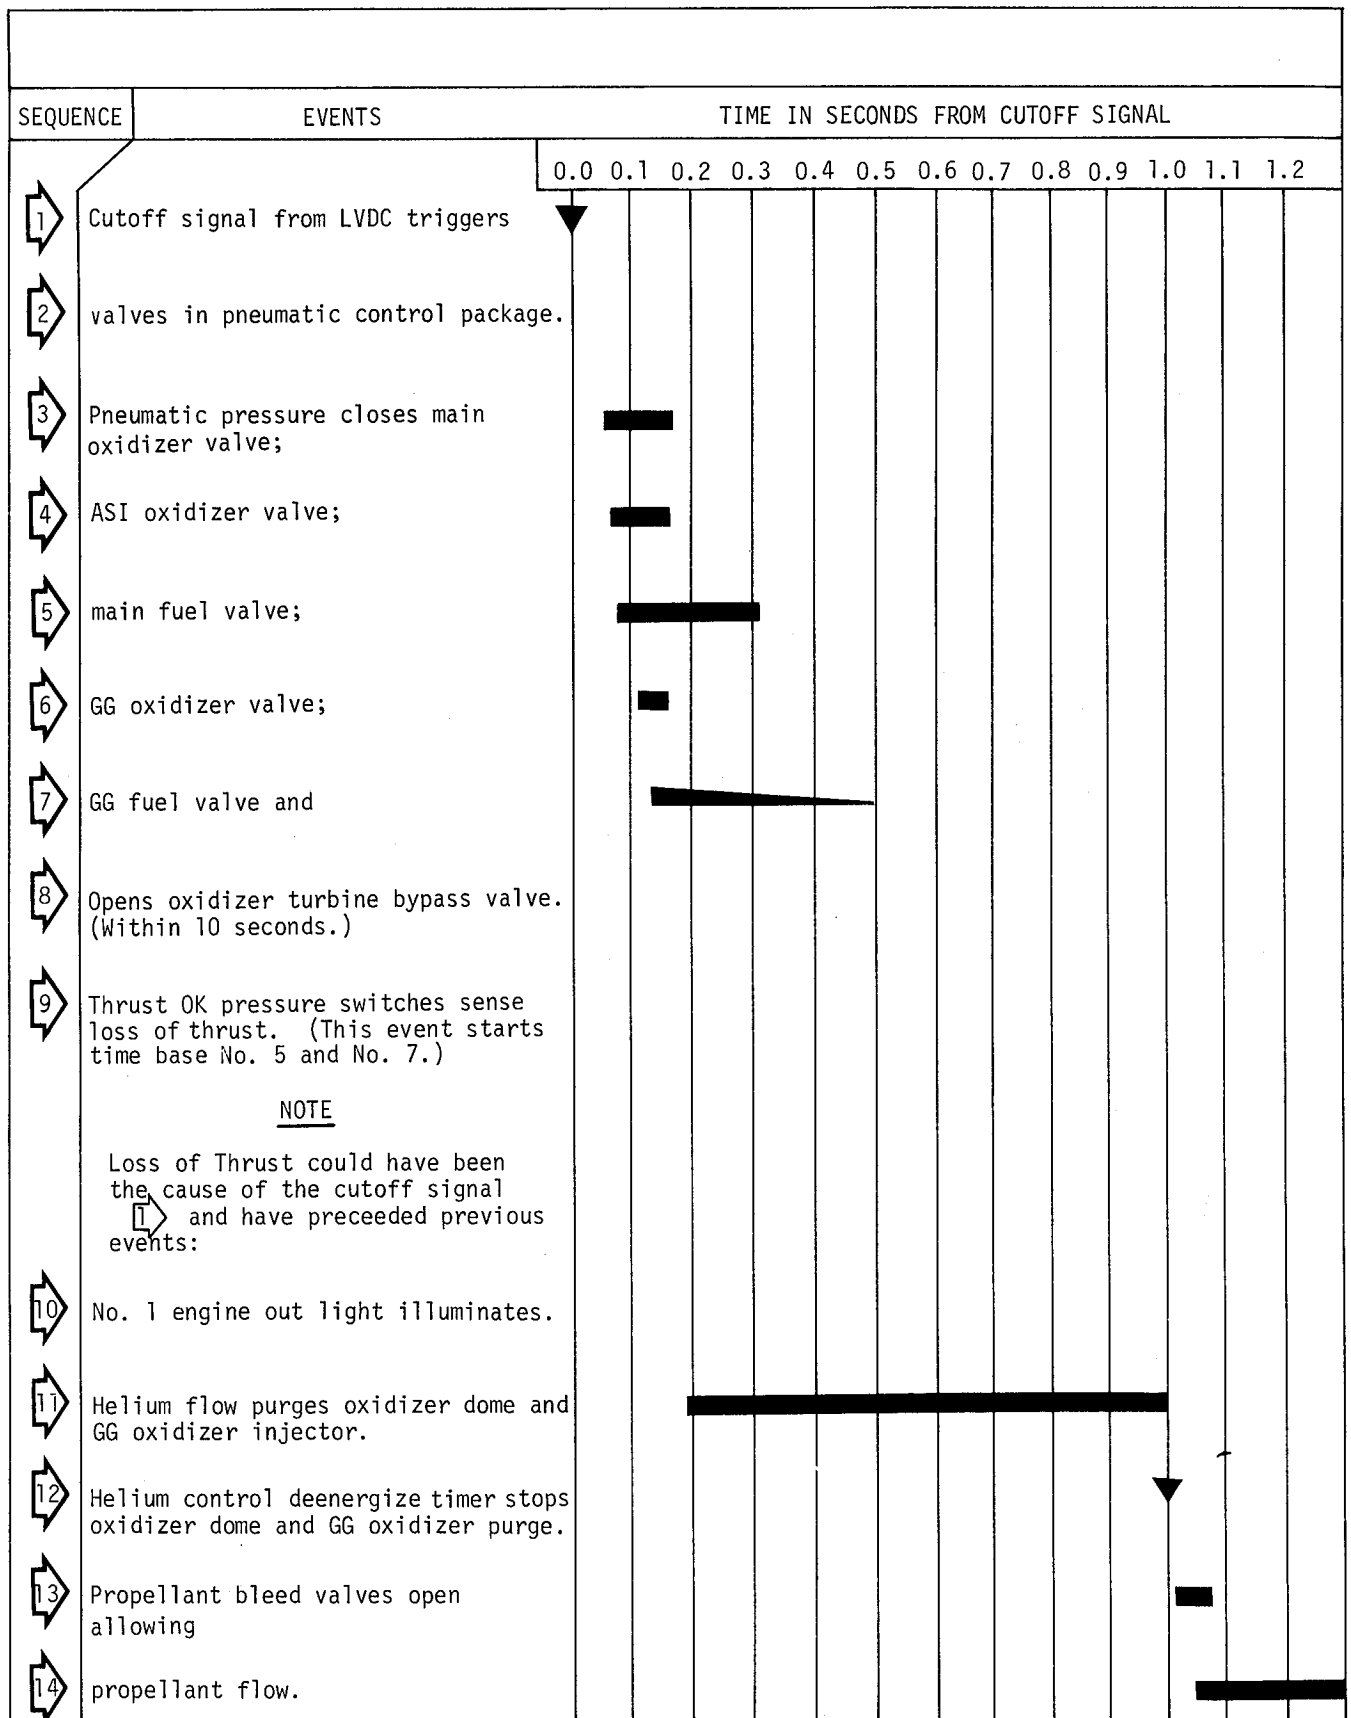 SEQUENCE EVENTS TIME IN SECONDS FROM CUTOFF SIGNAL
0.0 0.1 0.2 0.3 0.4 0.5 0.6 0.7 0.8 0.9 1.0 1.1 1.2
1 Cutoff signal from LVDC triggers
2 valves in pneumatic control package.
3 Pneumatic pressure closes main
oxidizer valve;
4 ASI oxidizer valve;
5 main fuel valve;
6 GG oxidizer valve;
7 GG fuel valve and
8 Opens oxidizer turbine bypass valve.
(Within 10 seconds.)
9 Thrust OK pressure switches sense
loss of thrust. (This event starts
time base No. 5 and No. 7.)
NOTE
Loss of Thrust could have been
the cause of the cutoff signal
1 and have preceeded previous
events:
10 No. 1 engine out light illuminates.
11 Helium flow purges oxidizer dome and
GG oxidizer injector.
12 Helium control deenergize timer stops
oxidizer dome and GG oxidizer purge.
13 Propellant bleed valves open
allowing
14 propellant flow.